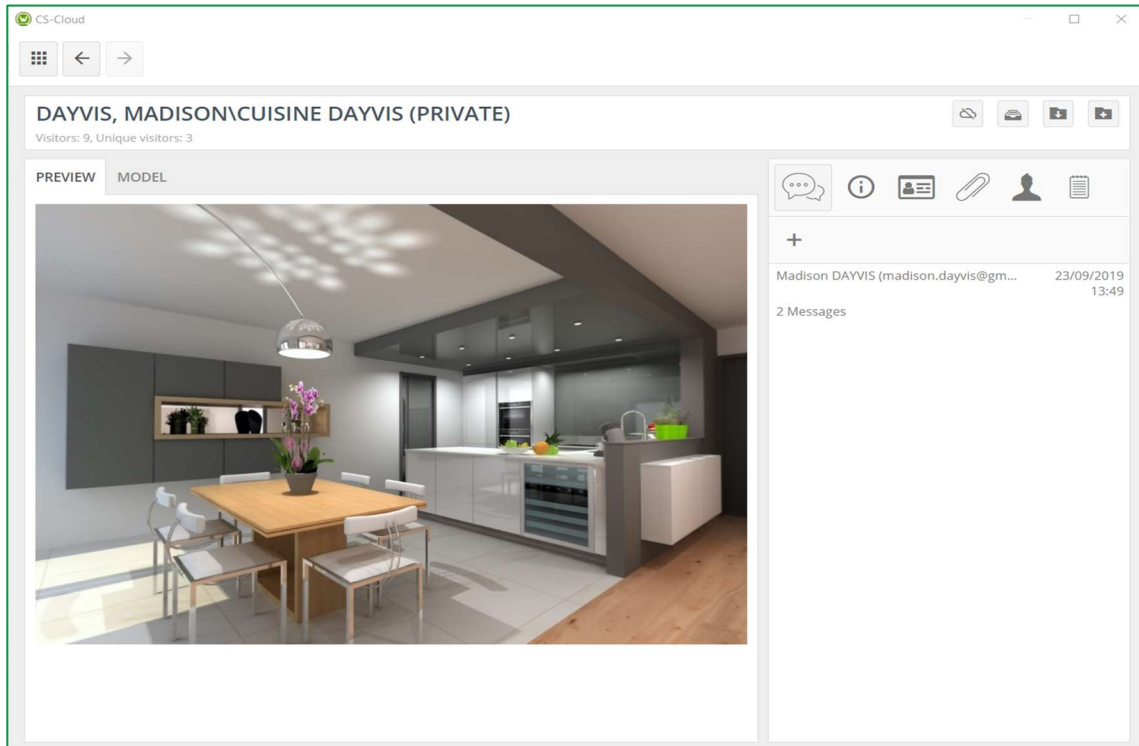 CS-Cloud
DAYVIS, MADISON\CUISINE DAYVIS (PRIVATE)
Visitors: 9, Unique visitors: 3
PREVIEW MODEL
Madison DAYVIS (madison.dayvis@gm... 23/09/2019
13:49
2 Messages